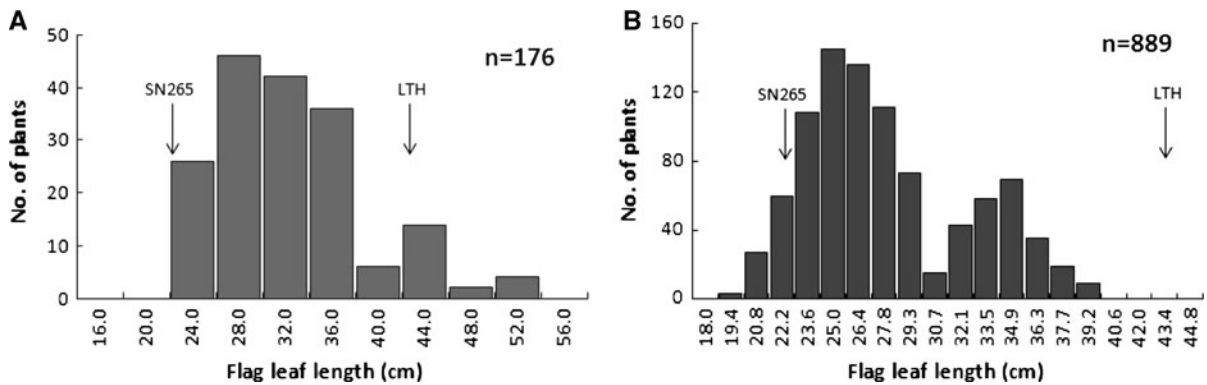 A
No. of plants
50
40
30
20
10
0
n=176
SN265
LTH
16.0 20.0 24.0 28.0 32.0 36.0 40.0 44.0 48.0 52.0 56.0
Flag leaf length (cm)
B
No. of plants
160
120
80
40
0
n=889
SN265
LTH
18.0 19.4 20.8 22.2 23.6 25.0 26.4 27.8 29.3 30.7 32.1 33.5 34.9 36.3 37.7 39.2 40.6 42.0 43.4 44.8
Flag leaf length (cm)